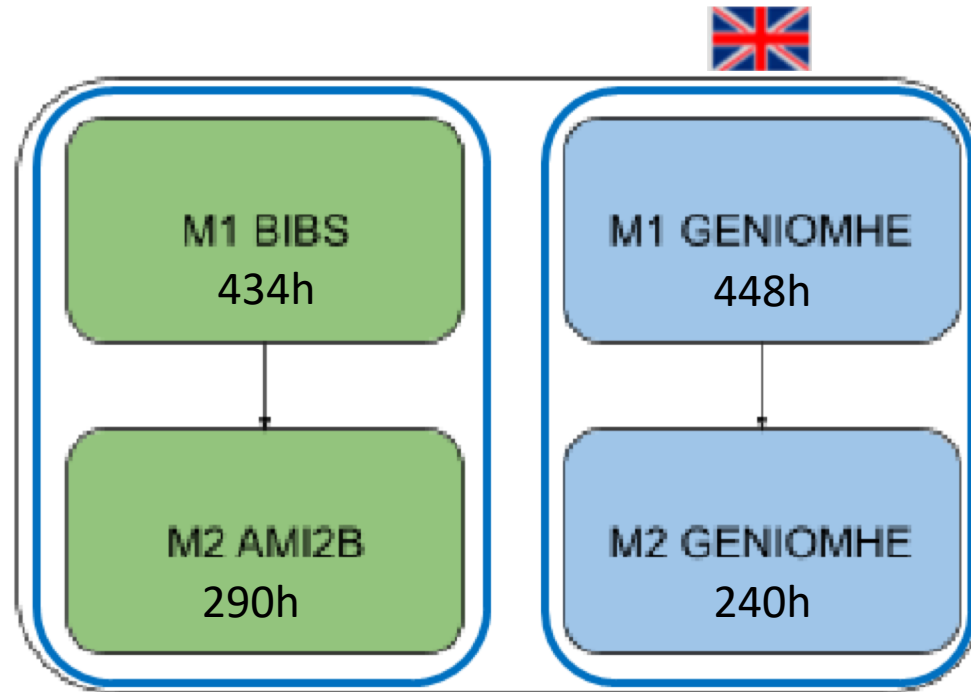 M1 BIBS
434h
M1 GENIOMHE
448h
M2 AMI2B
290h
M2 GENIOMHE
240h